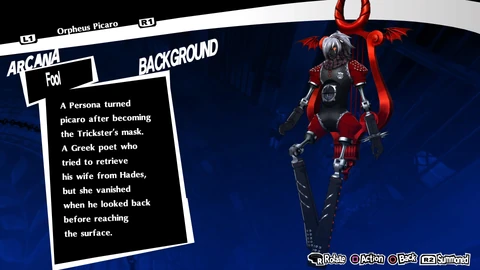 L1 Orpheus Picaro R1
ARCANA
Fool
BACKGROUND
A Persona turned
picaro after becoming
the Trickster's mask.
A Greek poet who
tried to retrieve
his wife from Hades,
but she vanished
when he looked back
before reaching
the surface.
R Rotate Action Back R2 Summoned